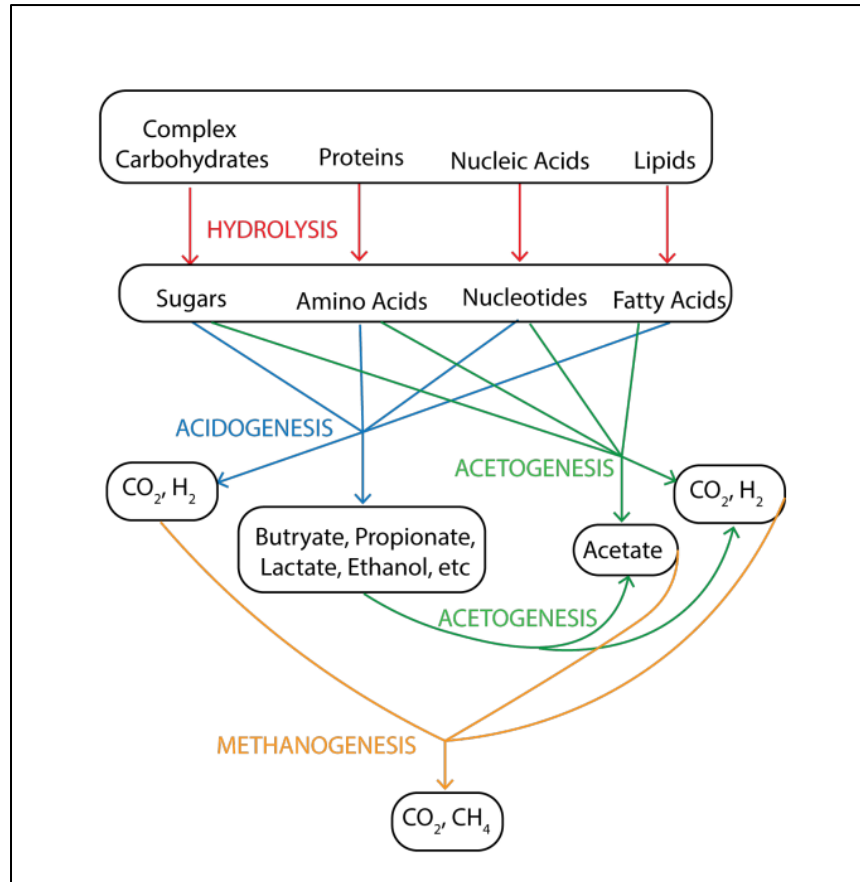 Complex
Carbohydrates
Proteins
Nucleic Acids
Lipids
HYDROLYSIS
Sugars
Amino Acids
Nucleotides
Fatty Acids
ACIDOGENESIS
ACETOGENESIS
CO₂, H₂
CO₂, H₂
Butryate, Propionate,
Lactate, Ethanol, etc
Acetate
ACETOGENESIS
METHANOGENESIS
CO₂, CH₄